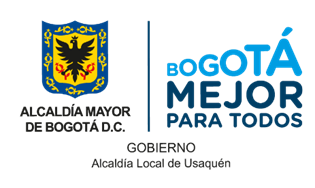 ALCALDÍA MAYOR
DE BOGOTÁ D.C.
BOGOTÁ
MEJOR
PARA TODOS
GOBIERNO
Alcaldía Local de Usaquén